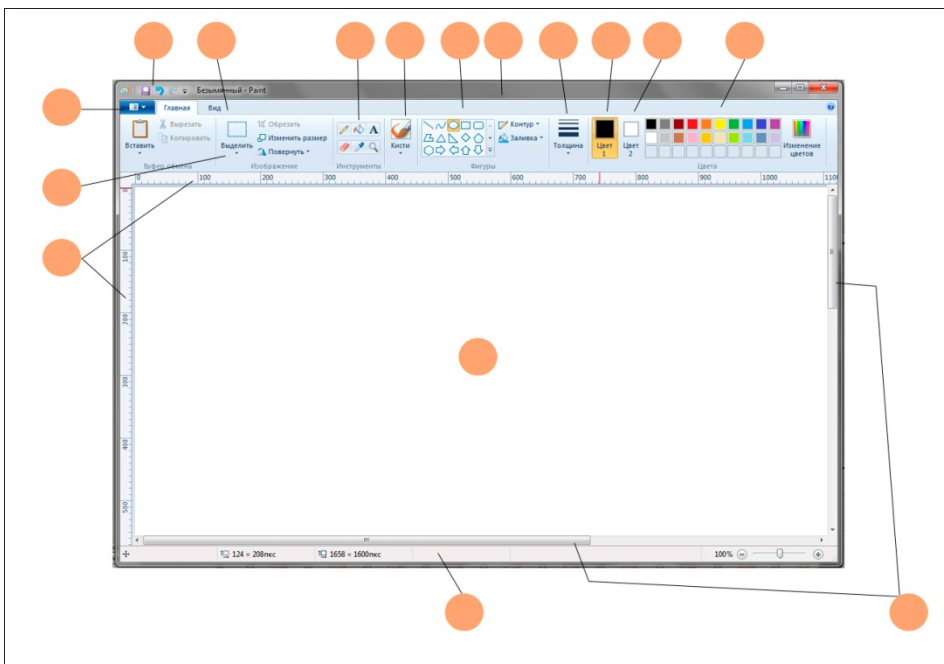 Безымянный - Paint
Главная Вид
Вставить
Вырезать
Копировать
Буфер обмена
Выделить
Обрезать
Изменить размер
Повернуть
Изображение
A
Инструменты
Кисти
Контур
Заливка
Фигуры
Толщина
Цвет 1
Цвет 2
Изменение цветов
Цвета
0 100 200 300 400 500 600 700 800 900 1000 1100
0
100
200
300
400
500
124 × 208пкс 1658 × 1600пкс 100%